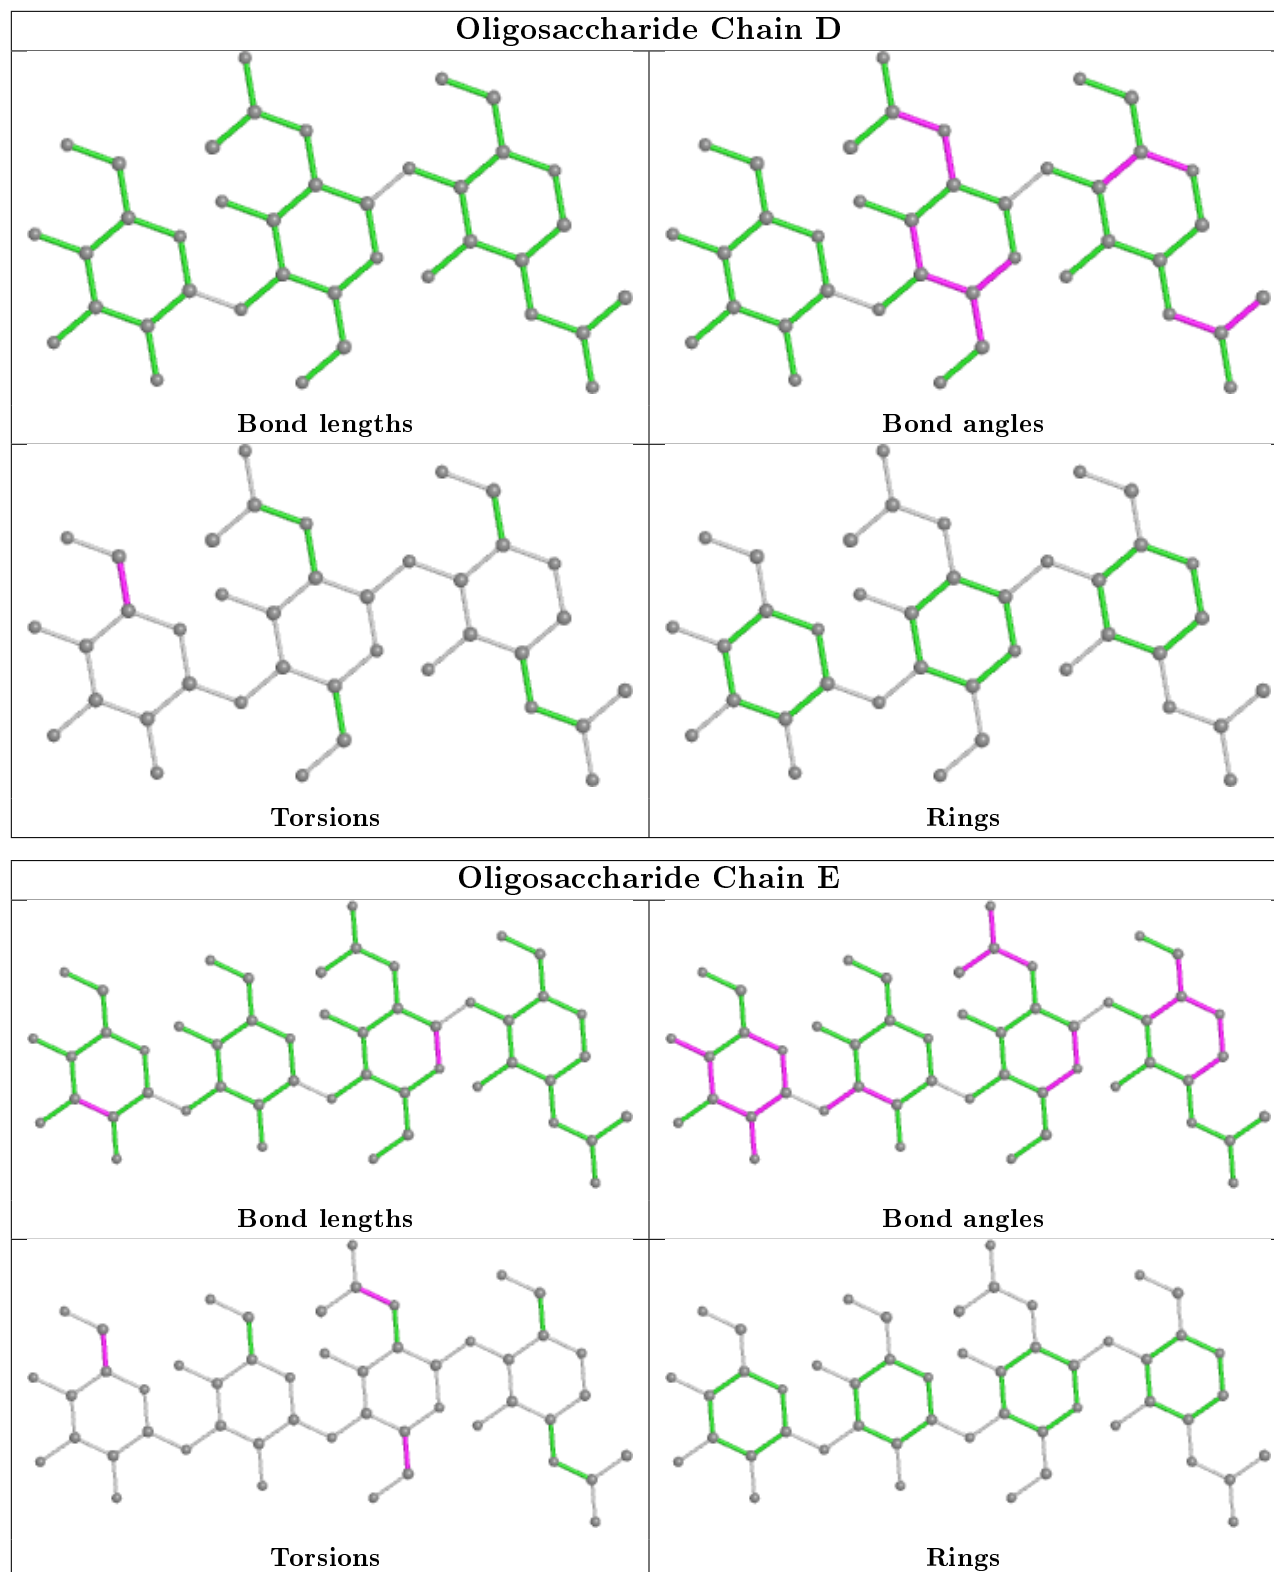 Oligosaccharide Chain D
Bond lengths
Bond angles
Torsions
Rings
Oligosaccharide Chain E
Bond lengths
Bond angles
Torsions
Rings